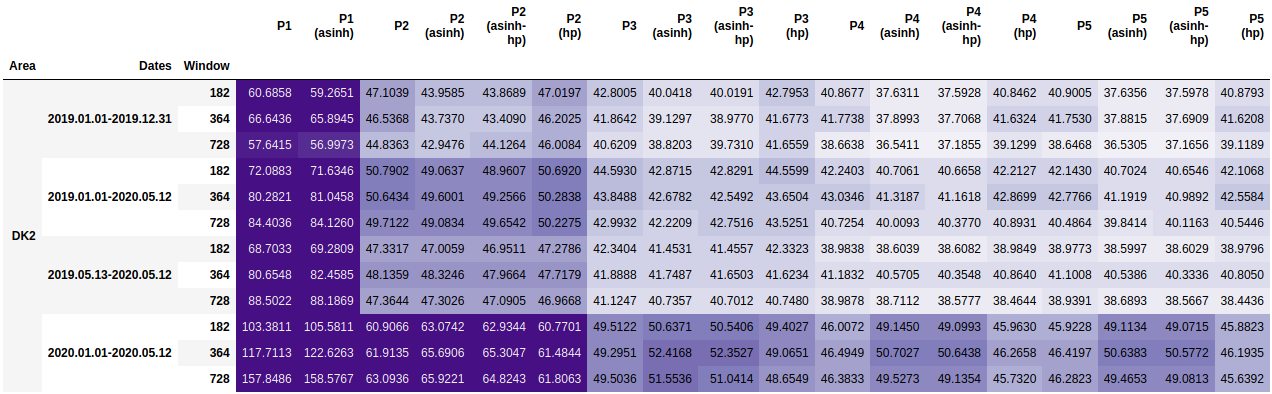 P1 P1 (asinh) P2 P2 (asinh) P2 (asinh-hp) P2 (hp) P3 P3 (asinh) P3 (asinh-hp) P3 (hp) P4 P4 (asinh) P4 (asinh-hp) P4 (hp) P5 P5 (asinh) P5 (asinh-hp) P5 (hp)
Area Dates Window
182 60.6858 59.2651 47.1039 43.9585 43.8689 47.0197 42.8005 40.0418 40.0191 42.7953 40.8677 37.6311 37.5928 40.8462 40.9005 37.6356 37.5978 40.8793
2019.01.01-2019.12.31 364 66.6436 65.8945 46.5368 43.7370 43.4090 46.2025 41.8642 39.1297 38.9770 41.6773 41.7738 37.8993 37.7068 41.6324 41.7530 37.8815 37.6909 41.6208
728 57.6415 56.9973 44.8363 42.9476 44.1264 46.0084 40.6209 38.8203 39.7310 41.6559 38.6638 36.5411 37.1855 39.1299 38.6468 36.5305 37.1656 39.1189
182 72.0883 71.6346 50.7902 49.0637 48.9607 50.6920 44.5930 42.8715 42.8291 44.5599 42.2403 40.7061 40.6658 42.2127 42.1430 40.7024 40.6546 42.1068
2019.01.01-2020.05.12 364 80.2821 81.0458 50.6434 49.6001 49.2566 50.2838 43.8488 42.6782 42.5492 43.6504 43.0346 41.3187 41.1618 42.8699 42.7766 41.1919 40.9892 42.5584
728 84.4036 84.1260 49.7122 49.0834 49.6542 50.2275 42.9932 42.2209 42.7516 43.5251 40.7254 40.0093 40.3770 40.8931 40.4864 39.8414 40.1163 40.5446
DK2
182 68.7033 69.2809 47.3317 47.0059 46.9511 47.2786 42.3404 41.4531 41.4557 42.3323 38.9838 38.6039 38.6082 38.9849 38.9773 38.5997 38.6029 38.9796
2019.05.13-2020.05.12 364 80.6548 82.4585 48.1359 48.3246 47.9664 47.7179 41.8888 41.7487 41.6503 41.6234 41.1832 40.5705 40.3548 40.8640 41.1008 40.5386 40.3336 40.8050
728 88.5022 88.1869 47.3644 47.3026 47.0905 46.9668 41.1247 40.7357 40.7012 40.7480 38.9878 38.7112 38.5777 38.4644 38.9391 38.6893 38.5667 38.4436
182 103.3811 105.5811 60.9066 63.0742 62.9344 60.7701 49.5122 50.6371 50.5406 49.4027 46.0072 49.1450 49.0993 45.9630 45.9228 49.1134 49.0715 45.8823
2020.01.01-2020.05.12 364 117.7113 122.6263 61.9135 65.6906 65.3047 61.4844 49.2951 52.4168 52.3527 49.0651 46.4949 50.7027 50.6438 46.2658 46.4197 50.6383 50.5772 46.1935
728 157.8486 158.5767 63.0936 65.9221 64.8243 61.8063 49.5036 51.5536 51.0414 48.6549 46.3833 49.5273 49.1354 45.7320 46.2823 49.4653 49.0813 45.6392